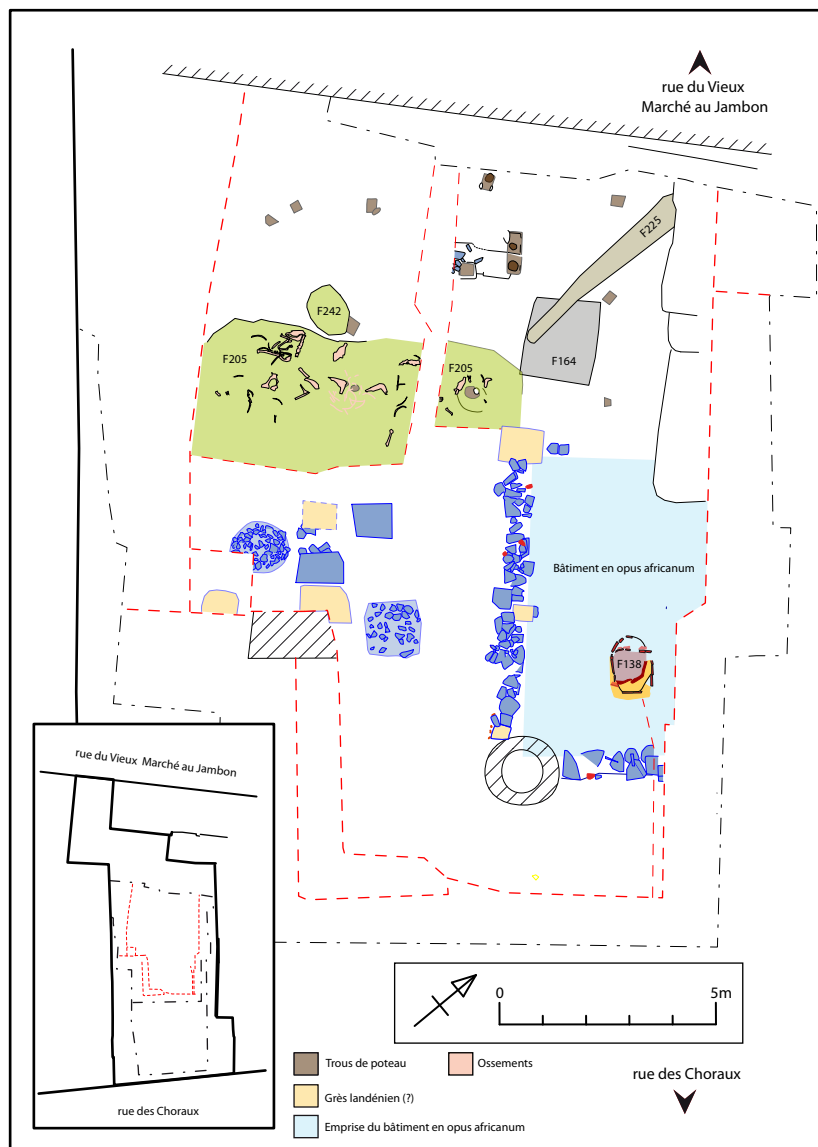 rue du Vieux
Marché au Jambon
F225
F242
F205
F205
F164
Bâtiment en opus africanum
F138
rue du Vieux Marché au Jambon
rue des Choraux
0
5m
Trous de poteau
Ossements
Grès landénien (?)
Emprise du bâtiment en opus africanum
rue des Choraux